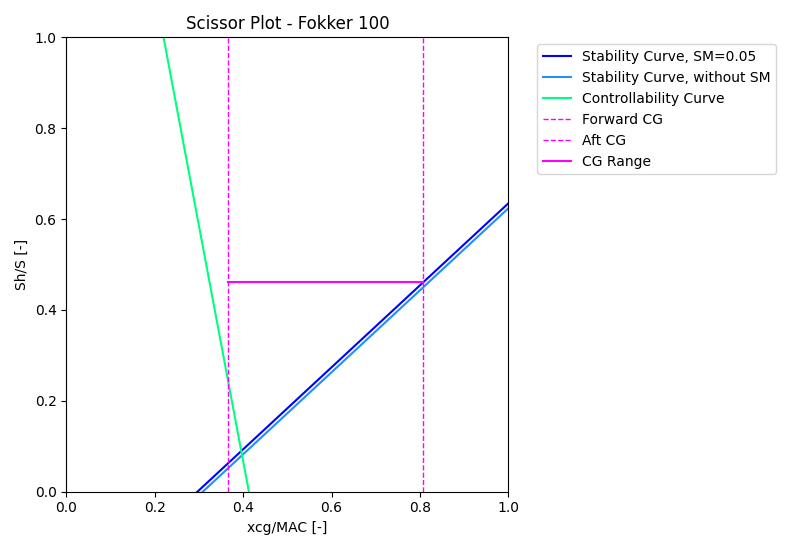 Scissor Plot - Fokker 100
Sh/S [-]
1.0
0.8
0.6
0.4
0.2
0.0
0.0 0.2 0.4 0.6 0.8 1.0
xcg/MAC [-]
Stability Curve, SM=0.05
Stability Curve, without SM
Controllability Curve
Forward CG
Aft CG
CG Range